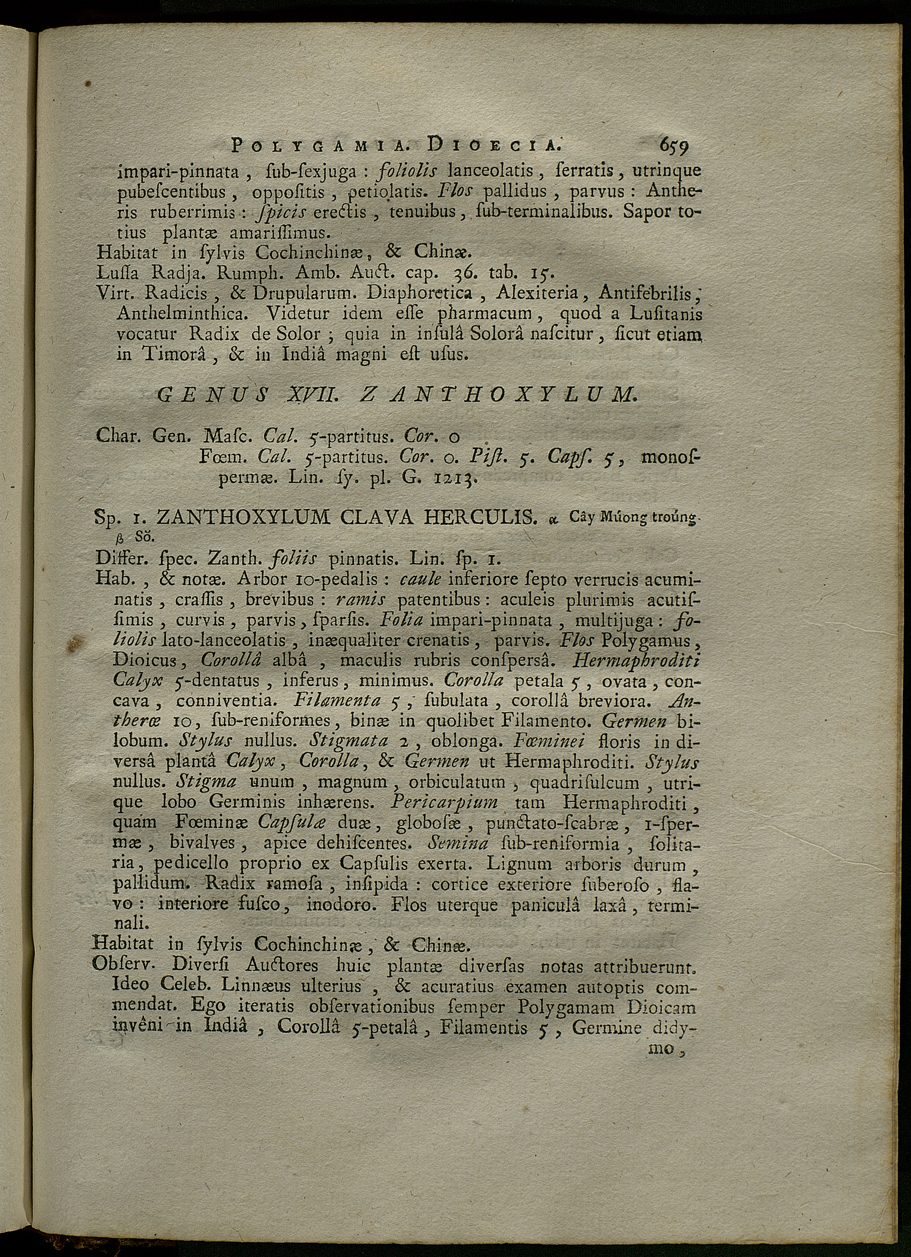 POLYGAMIA. DIOECIA. 659
impari-pinnata , ſub-ſexjuga : foliolis lanceolatis , ſerratis , utrinque
pubeſcentibus , oppoſitis , petiolatis. Flos pallidus , parvus : Anthe-
ris ruberrimis : ſpicis erectis , tenuibus , ſub-terminalibus. Sapor to-
tius plantæ amariſſimus.
Habitat in ſylvis Cochinchinæ, & Chinæ.
Luſſa Radja. Rumph. Amb. Auct. cap. 36. tab. 15.
Virt. Radicis , & Drupularum. Diaphoretica , Alexiteria , Antifebrilis ,
Anthelminthica. Videtur idem eſſe pharmacum , quod a Luſitanis
vocatur Radix de Solor ; quia in inſulâ Solorâ naſcitur , ſicut etiam
in Timorâ , & in Indiâ magni eſt uſus.
GENUS XVII. ZANTHOXYLUM.
Char. Gen. Maſc. Cal. 5-partitus. Cor. 0
Fœm. Cal. 5-partitus. Cor. 0. Piſt. 5. Capſ. 5 , monoſ-
permæ. Lin. ſy. pl. G. 1213.
Sp. 1. ZANTHOXYLUM CLAVA HERCULIS. α Cây Múong troúng.
β Sŏ.
Differ. ſpec. Zanth. foliis pinnatis. Lin. ſp. 1.
Hab. , & notæ. Arbor 10-pedalis : caule inferiore ſepto verrucis acumi-
natis , craſſis , brevibus : ramis patentibus : aculeis plurimis acutiſ-
ſimis , curvis , parvis , ſparſis. Folia impari-pinnata , multijuga : fo-
liolis lato-lanceolatis , inæqualiter crenatis , parvis. Flos Polygamus ,
Dioicus , Corollâ albâ , maculis rubris conſpersâ. Hermaphroditi
Calyx 5-dentatus , inferus , minimus. Corolla petala 5 , ovata , con-
cava , conniventia. Filamenta 5 , ſubulata , corollâ breviora. An-
theræ 10, ſub-reniformes , binæ in quolibet Filamento. Germen bi-
lobum. Stylus nullus. Stigmata 2 , oblonga. Fœminei floris in di-
versâ plantâ Calyx , Corolla , & Germen ut Hermaphroditi. Stylus
nullus. Stigma unum , magnum , orbiculatum , quadriſulcum , utri-
que lobo Germinis inhærens. Pericarpium tam Hermaphroditi ,
quam Fœminæ Capſulæ duæ , globoſæ , punctato-ſcabræ , 1-ſper-
mæ , bivalves , apice dehiſcentes. Semina ſub-reniformia , ſolita-
ria , pedicello proprio ex Capſulis exerta. Lignum arboris durum ,
pallidum. Radix ramoſa , inſipida : cortice exteriore ſuberoſo , fla-
vo : interiore fuſco, inodoro. Flos uterque paniculâ laxâ , termi-
nali.
Habitat in ſylvis Cochinchinæ , & Chinæ.
Obſerv. Diverſi Auctores huic plantæ diverſas notas attribuerunt.
Ideo Celeb. Linnæus ulterius , & acuratius examen autoptis com-
mendat. Ego iteratis obſervationibus ſemper Polygamam Dioicam
invêni in Indiâ , Corollâ 5-petalâ , Filamentis 5 , Germine didy-
mo ,